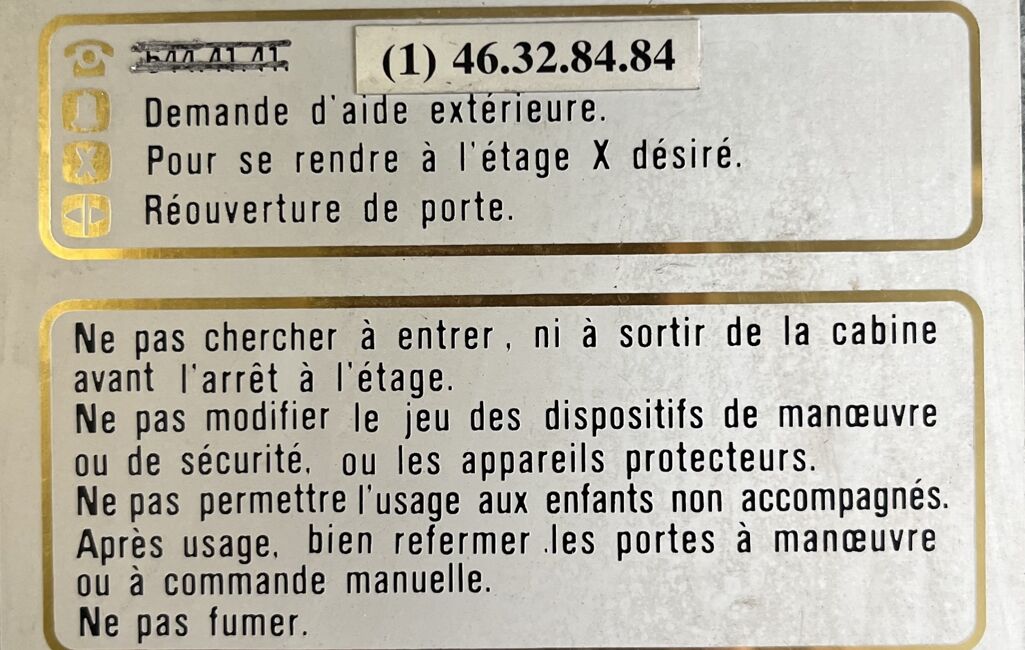 (1) 46.32.84.84
Demande d'aide extérieure.
X Pour se rendre à l'étage X désiré.
Réouverture de porte.
Ne pas chercher à entrer, ni à sortir de la cabine
avant l'arrêt à l'étage.
Ne pas modifier le jeu des dispositifs de manœuvre
ou de sécurité, ou les appareils protecteurs.
Ne pas permettre l'usage aux enfants non accompagnés.
Après usage, bien refermer les portes à manœuvre
ou à commande manuelle.
Ne pas fumer.